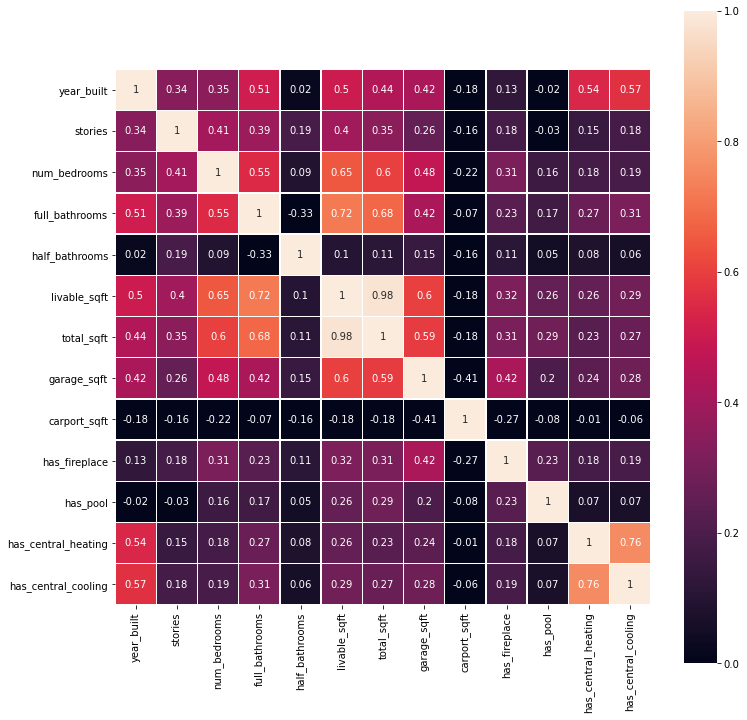 year_built 1 0.34 0.35 0.51 0.02 0.5 0.44 0.42 -0.18 0.13 -0.02 0.54 0.57
stories 0.34 1 0.41 0.39 0.19 0.4 0.35 0.26 -0.16 0.18 -0.03 0.15 0.18
num_bedrooms 0.35 0.41 1 0.55 0.09 0.65 0.6 0.48 -0.22 0.31 0.16 0.18 0.19
full_bathrooms 0.51 0.39 0.55 1 -0.33 0.72 0.68 0.42 -0.07 0.23 0.17 0.27 0.31
half_bathrooms 0.02 0.19 0.09 -0.33 1 0.1 0.11 0.15 -0.16 0.11 0.05 0.08 0.06
livable_sqft 0.5 0.4 0.65 0.72 0.1 1 0.98 0.6 -0.18 0.32 0.26 0.26 0.29
total_sqft 0.44 0.35 0.6 0.68 0.11 0.98 1 0.59 -0.18 0.31 0.29 0.23 0.27
garage_sqft 0.42 0.26 0.48 0.42 0.15 0.6 0.59 1 -0.41 0.42 0.2 0.24 0.28
carport_sqft -0.18 -0.16 -0.22 -0.07 -0.16 -0.18 -0.18 -0.41 1 -0.27 -0.08 -0.01 -0.06
has_fireplace 0.13 0.18 0.31 0.23 0.11 0.32 0.31 0.42 -0.27 1 0.23 0.18 0.19
has_pool -0.02 -0.03 0.16 0.17 0.05 0.26 0.29 0.2 -0.08 0.23 1 0.07 0.07
has_central_heating 0.54 0.15 0.18 0.27 0.08 0.26 0.23 0.24 -0.01 0.18 0.07 1 0.76
has_central_cooling 0.57 0.18 0.19 0.31 0.06 0.29 0.27 0.28 -0.06 0.19 0.07 0.76 1
year_built
stories
num_bedrooms
full_bathrooms
half_bathrooms
livable_sqft
total_sqft
garage_sqft
carport_sqft
has_fireplace
has_pool
has_central_heating
has_central_cooling
1.0
0.8
0.6
0.4
0.2
0.0